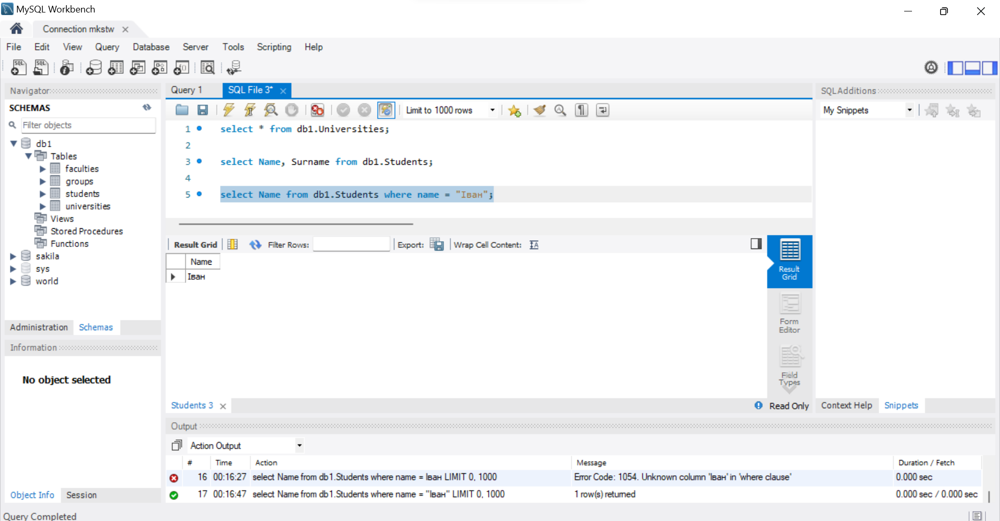 MySQL Workbench
Connection mkstw
File Edit View Query Database Server Tools Scripting Help
Navigator
SCHEMAS
Filter objects
db1
Tables
faculties
groups
students
universities
Views
Stored Procedures
Functions
sakila
sys
world
Administration Schemas
Information
No object selected
Object Info Session
Query 1 SQL File 3*
Limit to 1000 rows
1 select * from db1.Universities;
2
3 select Name, Surname from db1.Students;
4
5 select Name from db1.Students where name = "Іван";
Result Grid Filter Rows: Export: Wrap Cell Content:
Name
Іван
Result
Grid
Form
Editor
Field
Types
Students 3
Read Only
SQLAdditions
My Snippets
Context Help Snippets
Output
Action Output
# Time Action Message Duration / Fetch
16 00:16:27 select Name from db1.Students where name = Іван LIMIT 0, 1000 Error Code: 1054. Unknown column 'Іван' in 'where clause' 0.000 sec
17 00:16:47 select Name from db1.Students where name = "Іван" LIMIT 0, 1000 1 row(s) returned 0.000 sec / 0.000 sec
Query Completed